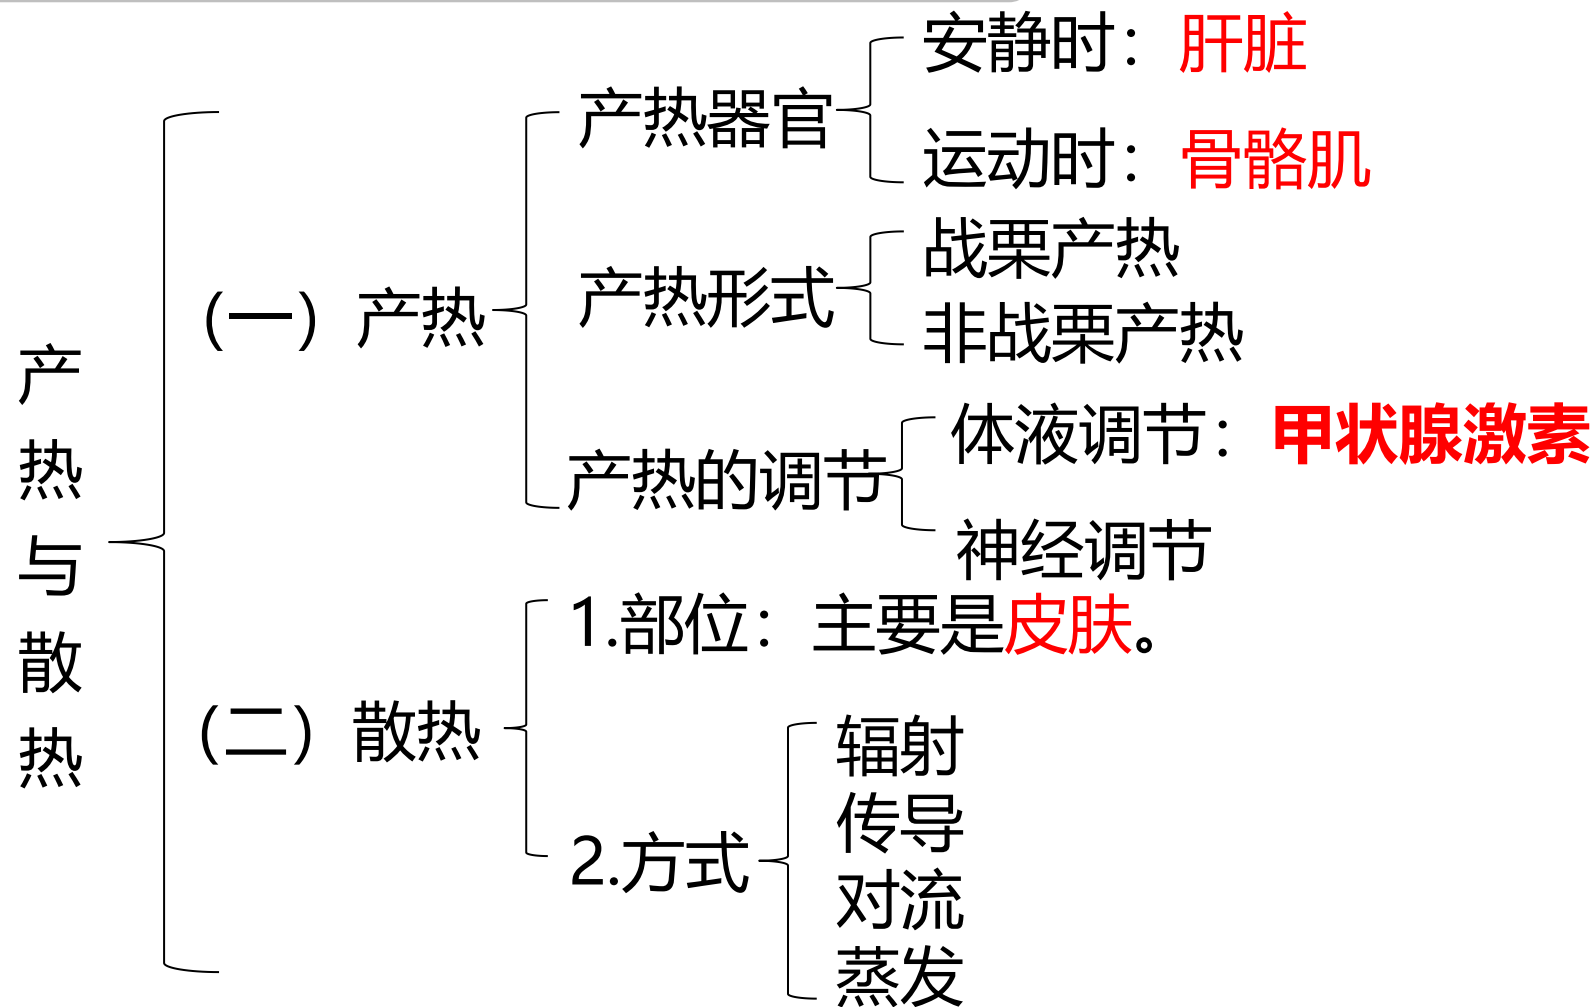 产热与散热
(一）产热
产热器官
安静时：肝脏
运动时：骨骼肌
产热形式
战栗产热
非战栗产热
产热的调节
体液调节：甲状腺激素
神经调节
(二）散热
1.部位：主要是皮肤。
2.方式
辐射
传导
对流
蒸发